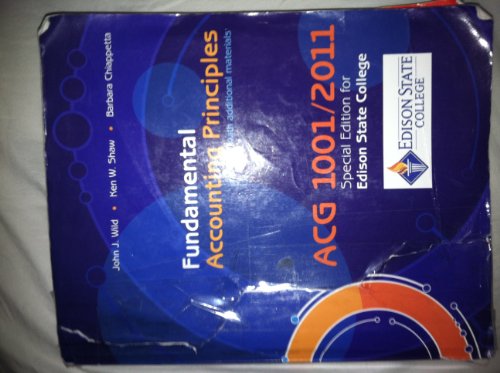 John J. Wild • Ken W. Shaw • Barbara Chiappetta
Fundamental
Accounting Principles
with additional materials
ACG 1001/2011
Special Edition for
Edison State College
EDISON STATE
COLLEGE